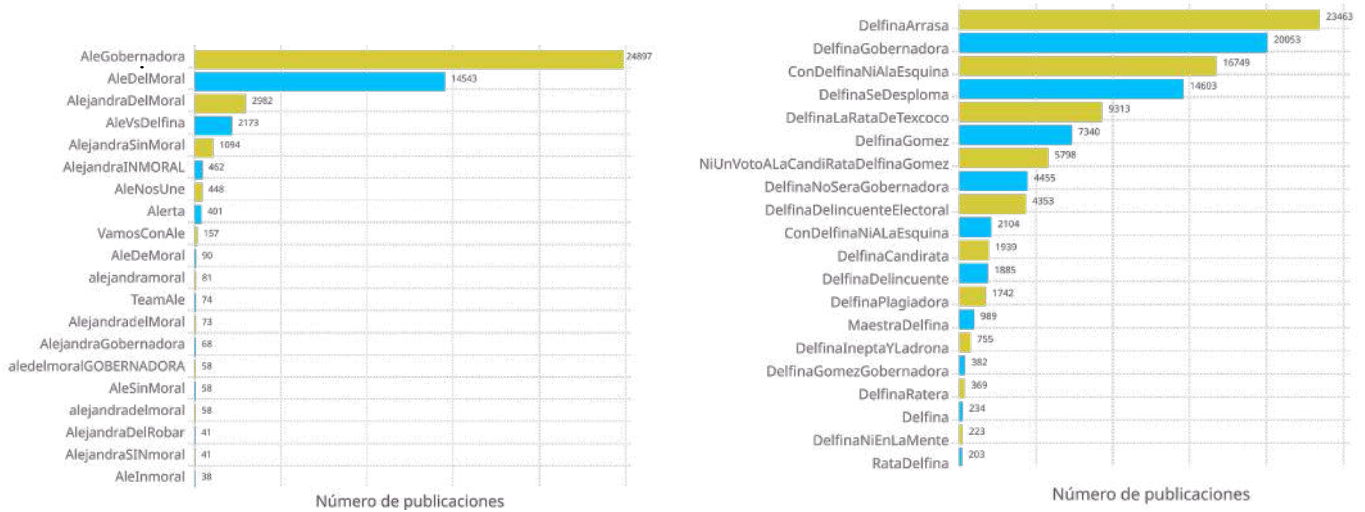 AleGobernadora 24897
AleDelMoral 14543
AlejandraDelMoral 2982
AleVsDelfina 2173
AlejandraSinMoral 1094
AlejandraINMORAL 462
AleNosUne 448
Alerta 401
VamosConAle 157
AleDeMoral 90
alejandramoral 81
TeamAle 74
AlejandradelMoral 73
AlejandraGobernadora 68
aledelmoralGOBERNADORA 58
AleSinMoral 58
alejandradelmoral 58
AlejandraDelRobar 41
AlejandraSINmoral 41
AleInmoral 38
Número de publicaciones
DelfinaArrasa 23463
DelfinaGobernadora 20053
ConDelfinaNiAlaEsquina 16749
DelfinaSeDesploma 14603
DelfinaLaRataDeTexcoco 9313
DelfinaGomez 7340
NiUnVotoALaCandiRataDelfinaGomez 5798
DelfinaNoSeraGobernadora 4455
DelfinaDelincuenteElectoral 4353
ConDelfinaNiALaEsquina 2104
DelfinaCandirata 1939
DelfinaDelincuente 1885
DelfinaPlagiadora 1742
MaestraDelfina 989
DelfinaIneptaYLadrona 755
DelfinaGomezGobernadora 382
DelfinaRatera 369
Delfina 234
DelfinaNiEnLaMente 223
RataDelfina 203
Número de publicaciones